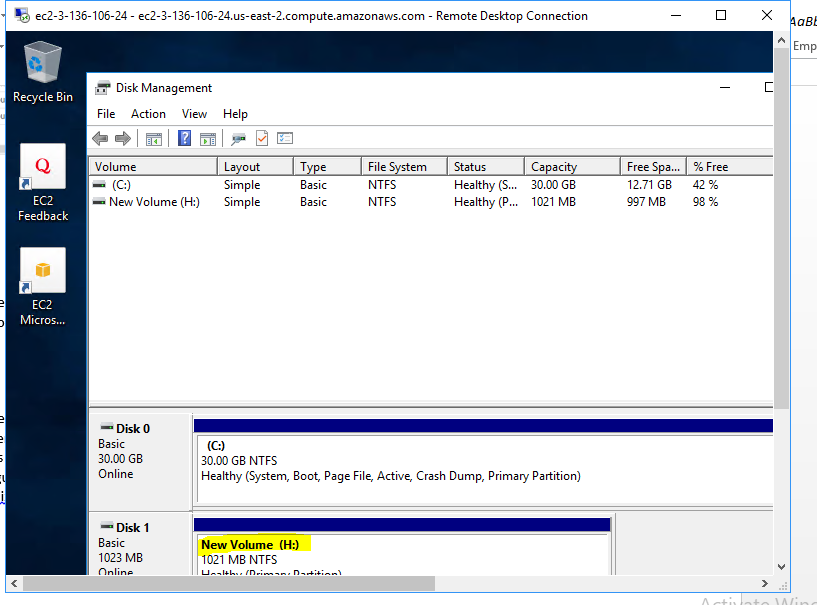 ec2-3-136-106-24 - ec2-3-136-106-24.us-east-2.compute.amazonaws.com - Remote Desktop Connection
AaBb
Emp
Recycle Bin
Disk Management
File Action View Help
Volume Layout Type File System Status Capacity Free Spa... % Free
(C:) Simple Basic NTFS Healthy (S... 30.00 GB 12.71 GB 42 %
New Volume (H:) Simple Basic NTFS Healthy (P... 1021 MB 997 MB 98 %
Q
EC2
Feedback
EC2
Micros...
Disk 0
Basic
30.00 GB
Online
(C:)
30.00 GB NTFS
Healthy (System, Boot, Page File, Active, Crash Dump, Primary Partition)
Disk 1
Basic
1023 MB
Online
New Volume (H:)
1021 MB NTFS
Healthy (Primary Partition)